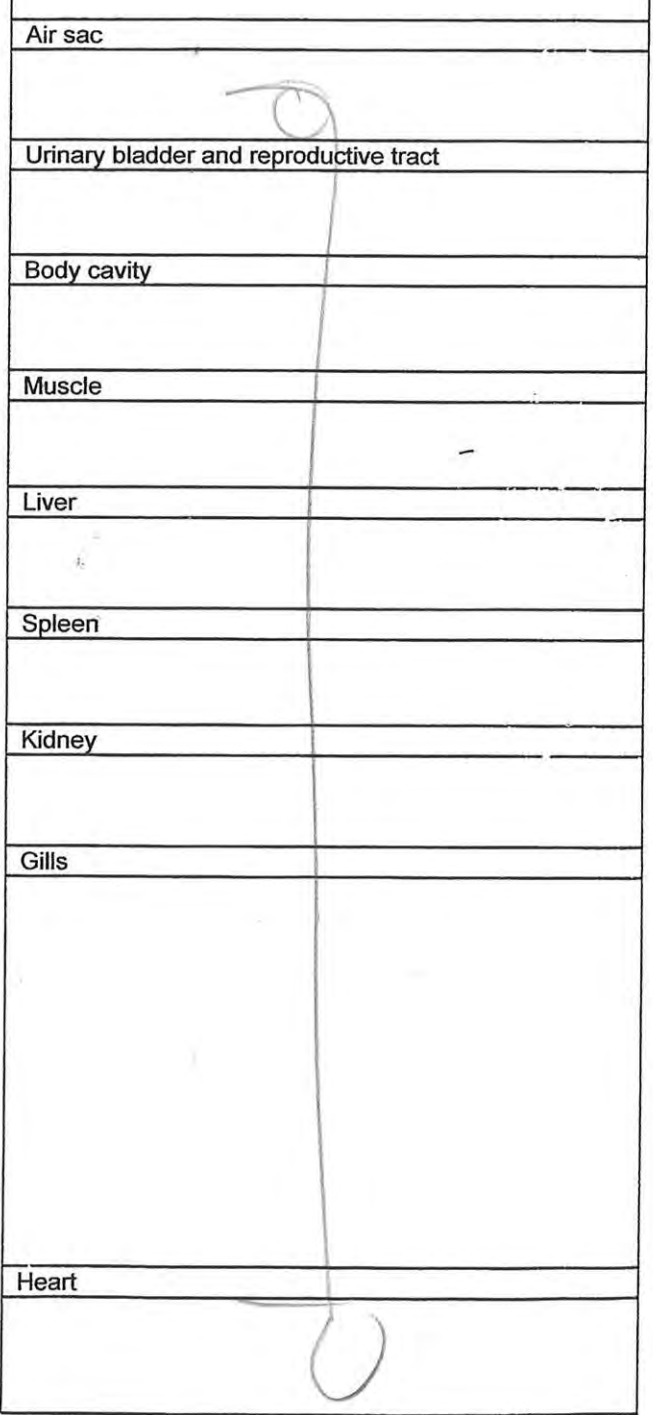 Air sac
Urinary bladder and reproductive tract
Body cavity
Muscle
Liver
Spleen
Kidney
Gills
Heart